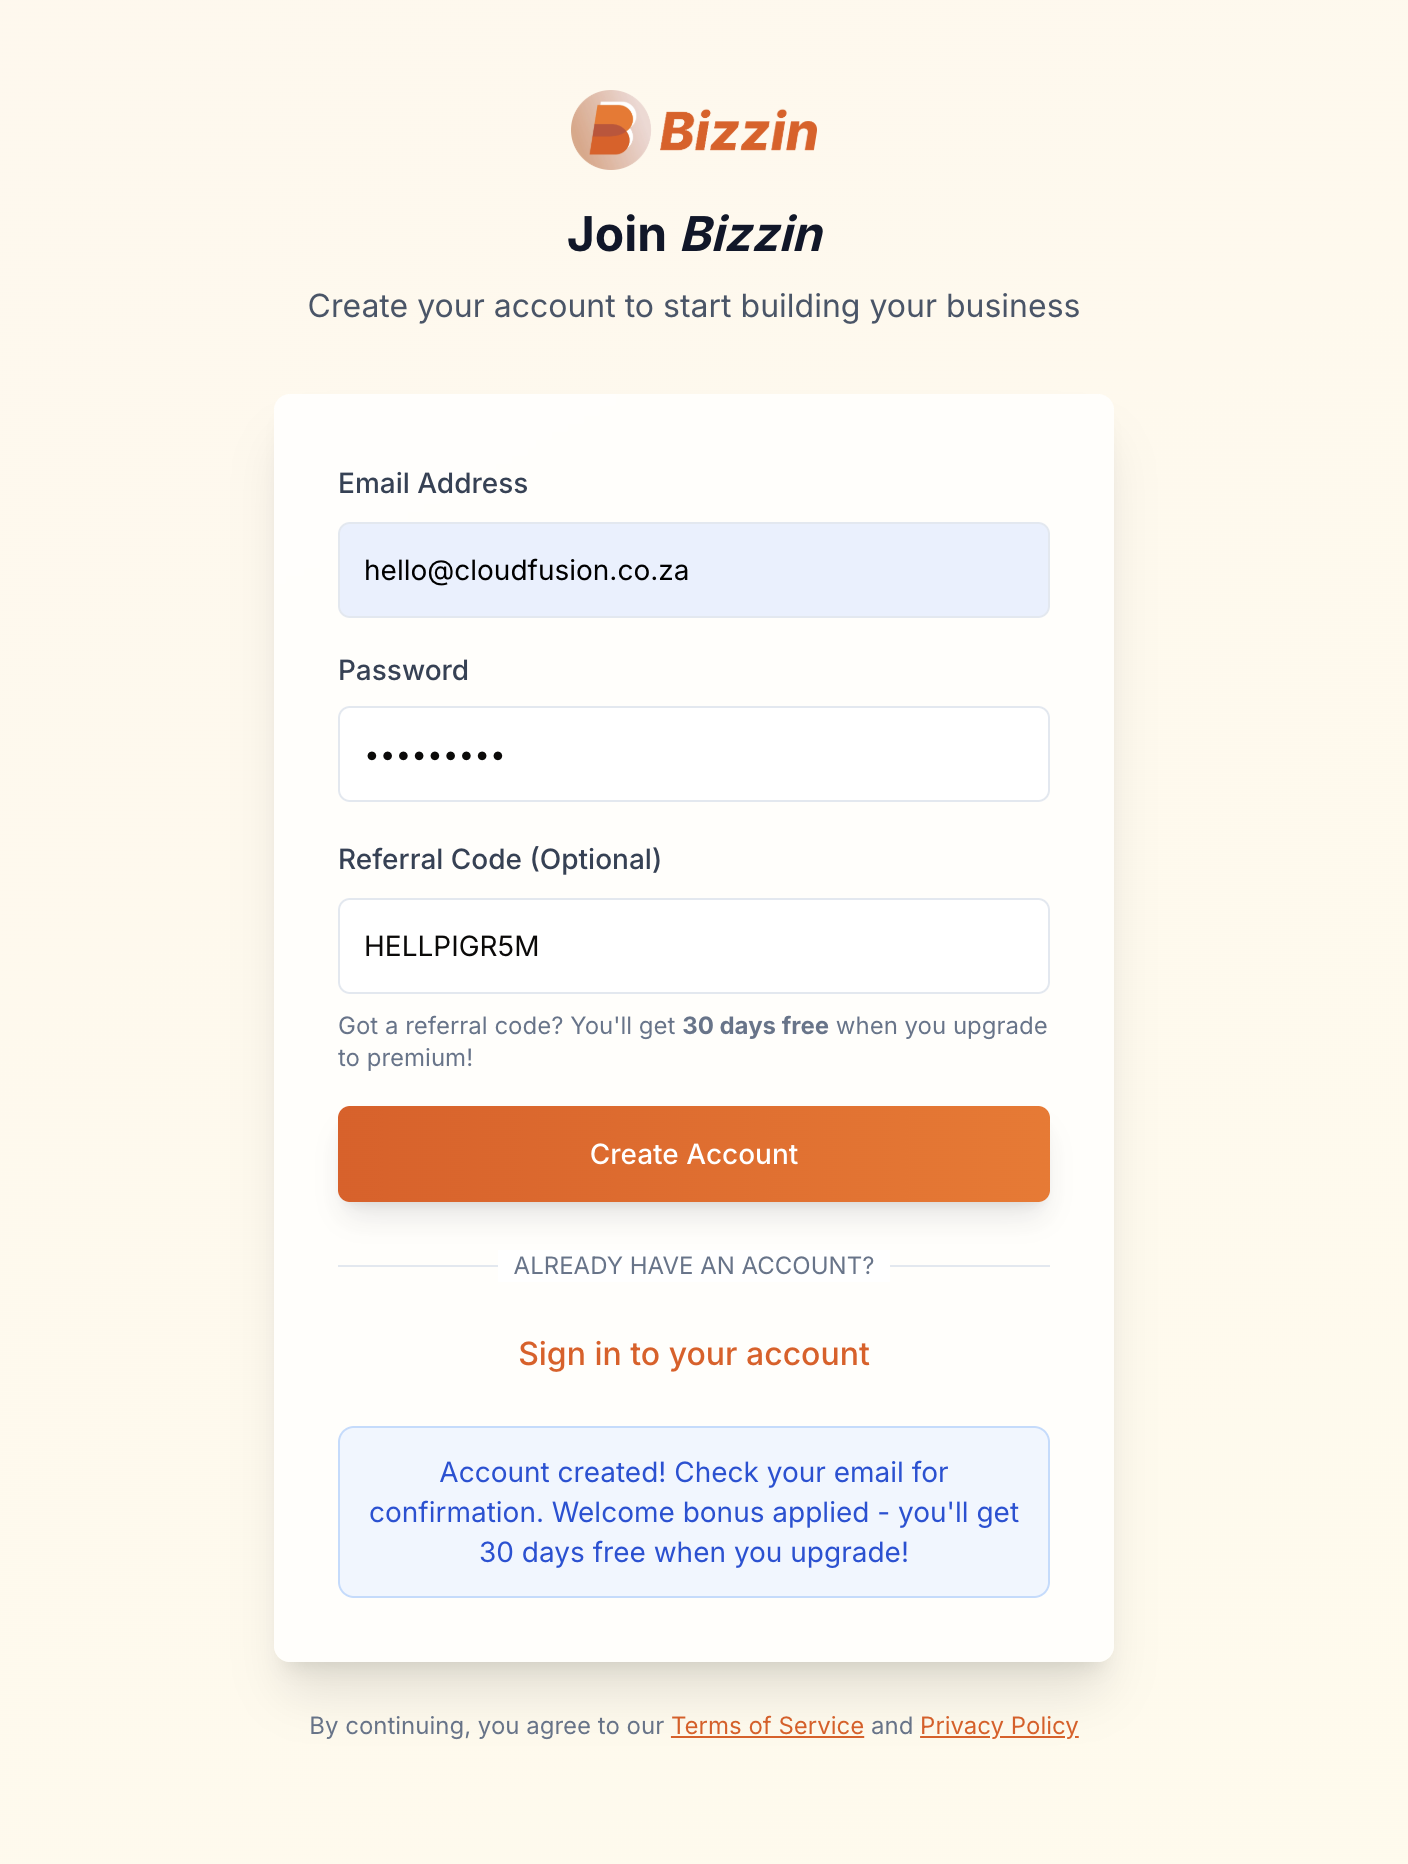 Bizzin
Join Bizzin
Create your account to start building your business
Email Address
hello@cloudfusion.co.za
Password
•••••••••
Referral Code (Optional)
HELLPIGR5M
Got a referral code? You'll get 30 days free when you upgrade
to premium!
Create Account
ALREADY HAVE AN ACCOUNT?
Sign in to your account
Account created! Check your email for
confirmation. Welcome bonus applied - you'll get
30 days free when you upgrade!
By continuing, you agree to our Terms of Service and Privacy Policy